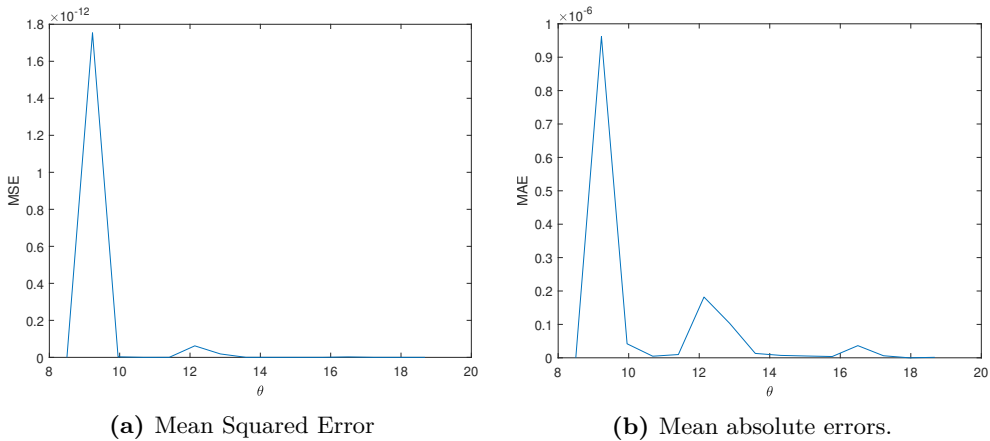 ×10⁻¹²
1.8
1.6
1.4
1.2
1
0.8
0.6
0.4
0.2
0
MSE
8 10 12 14 16 18 20
θ
(a) Mean Squared Error
×10⁻⁶
1
0.9
0.8
0.7
0.6
0.5
0.4
0.3
0.2
0.1
0
MAE
8 10 12 14 16 18 20
θ
(b) Mean absolute errors.